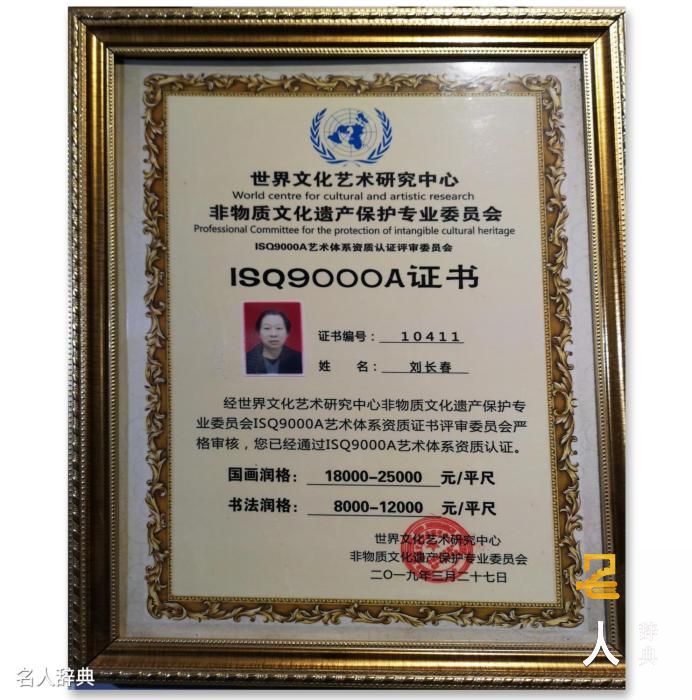 世界文化艺术研究中心
World centre for cultural and artistic research
非物质文化遗产保护专业委员会
Professional Committee for the protection of intangible cultural heritage
ISQ9000A艺术体系资质认证评审委员会
ISQ9000A证书
证书编号： 10411
姓 名： 刘长春
经世界文化艺术研究中心非物质文化遗产保护专
业委员会ISQ9000A艺术体系资质证书评审委员会严
格审核，您已经通过ISQ9000A艺术体系资质认证。
国画润格： 18000-25000 元/平尺
书法润格： 8000-12000 元/平尺
世界文化艺术研究中心
非物质文化遗产保护专业委员会
二〇一九年三月二十七日
名人辞典
名人辞典